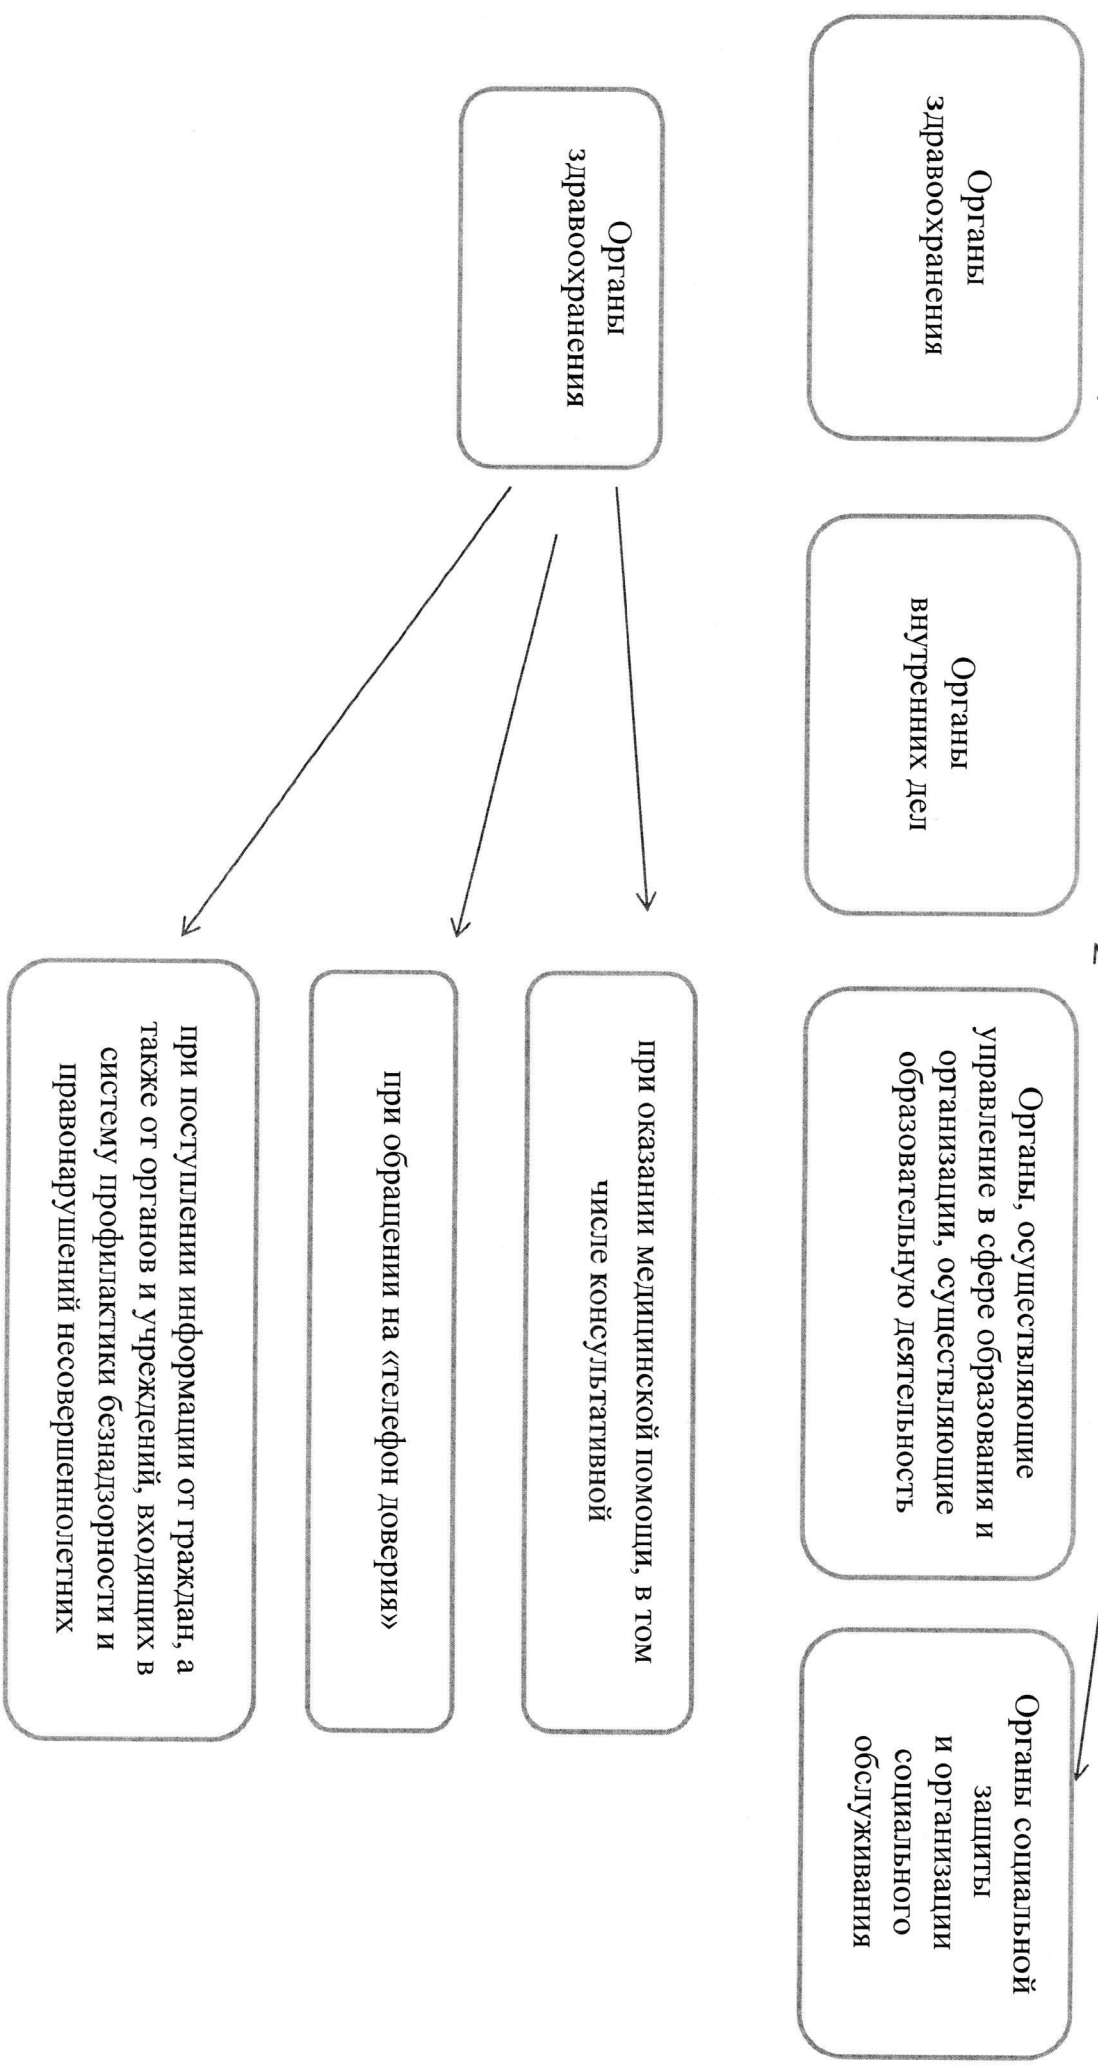 Органы
здравоохранения
Органы
внутренних дел
Органы, осуществляющие
управление в сфере образования и
организации, осуществляющие
образовательную деятельность
Органы социальной
защиты
и организации
социального
обслуживания
Органы
здравоохранения
при оказании медицинской помощи, в том
числе консультативной
при обращении на «телефон доверия»
при поступлении информации от граждан, а
также от органов и учреждений, входящих в
систему профилактики безнадзорности и
правонарушений несовершеннолетних